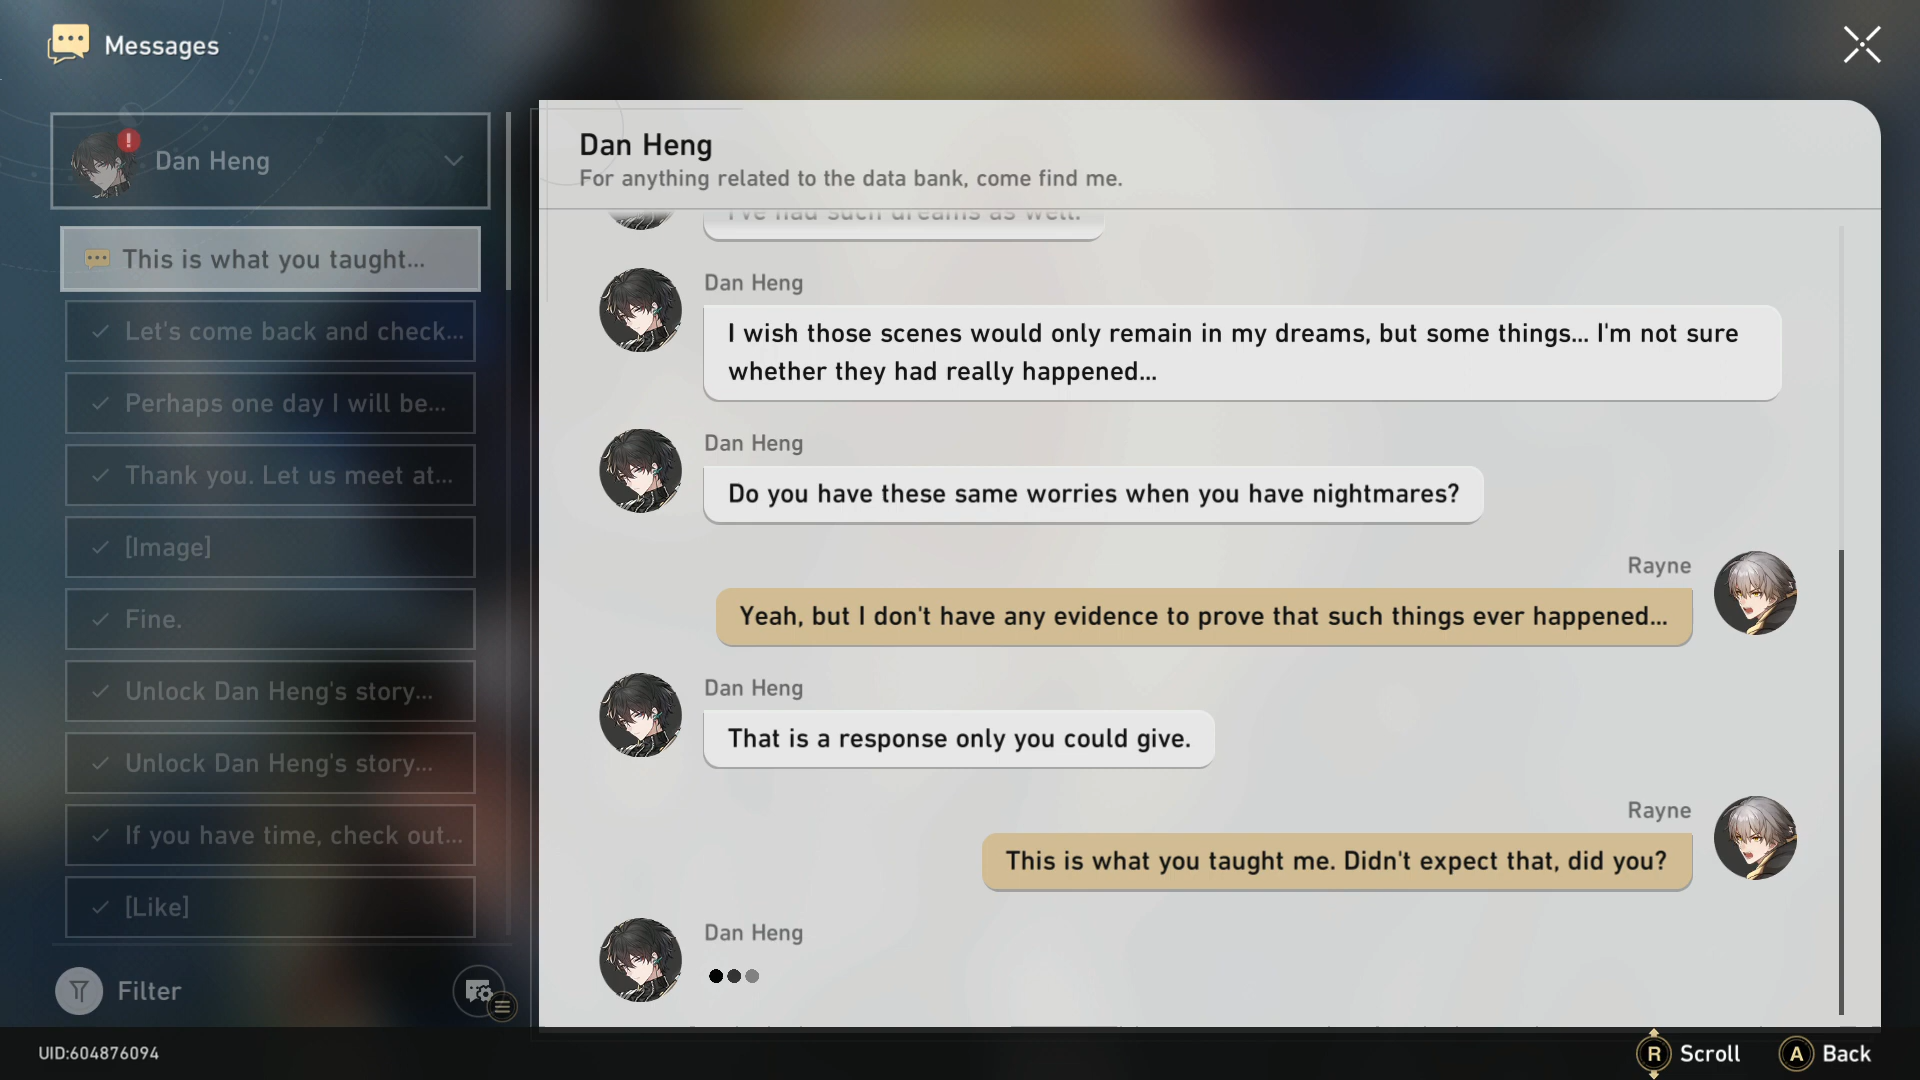 Messages
Dan Heng
This is what you taught...
Let's come back and check...
Perhaps one day I will be...
Thank you. Let us meet at...
[Image]
Fine.
Unlock Dan Heng's story...
Unlock Dan Heng's story...
If you have time, check out...
[Like]
Filter
Dan Heng
For anything related to the data bank, come find me.
I've had such dreams as well.
Dan Heng
I wish those scenes would only remain in my dreams, but some things... I'm not sure
whether they had really happened...
Dan Heng
Do you have these same worries when you have nightmares?
Rayne
Yeah, but I don't have any evidence to prove that such things ever happened...
Dan Heng
That is a response only you could give.
Rayne
This is what you taught me. Didn't expect that, did you?
Dan Heng
UID:604876094
R Scroll
A Back